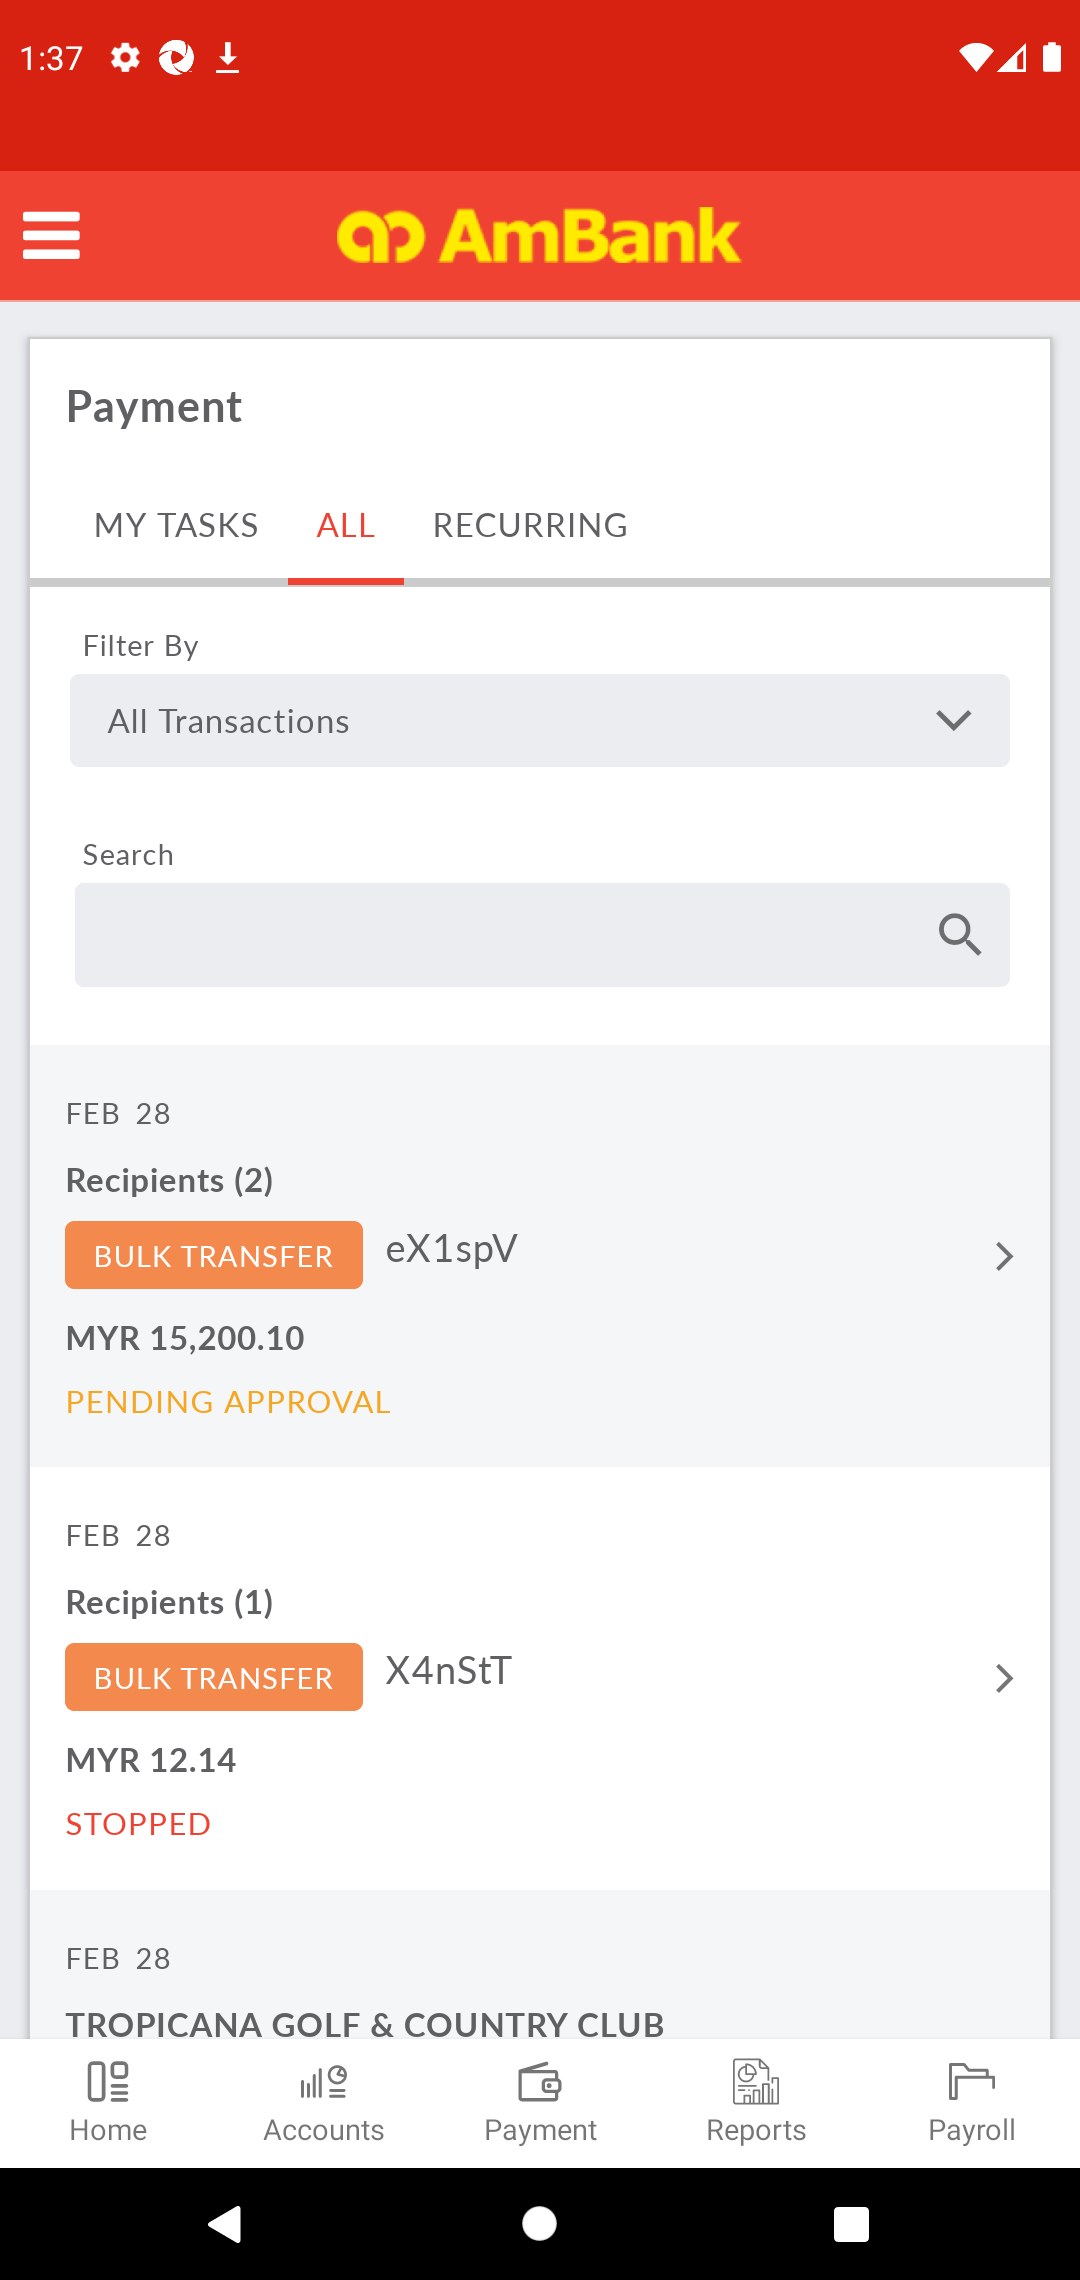 1:37
AmBank
Payment
MY TASKS ALL RECURRING
Filter By
All Transactions
Search
FEB 28
Recipients (2)
BULK TRANSFER eX1spV
MYR 15,200.10
PENDING APPROVAL
FEB 28
Recipients (1)
BULK TRANSFER X4nStT
MYR 12.14
STOPPED
FEB 28
TROPICANA GOLF & COUNTRY CLUB
Home Accounts Payment Reports Payroll